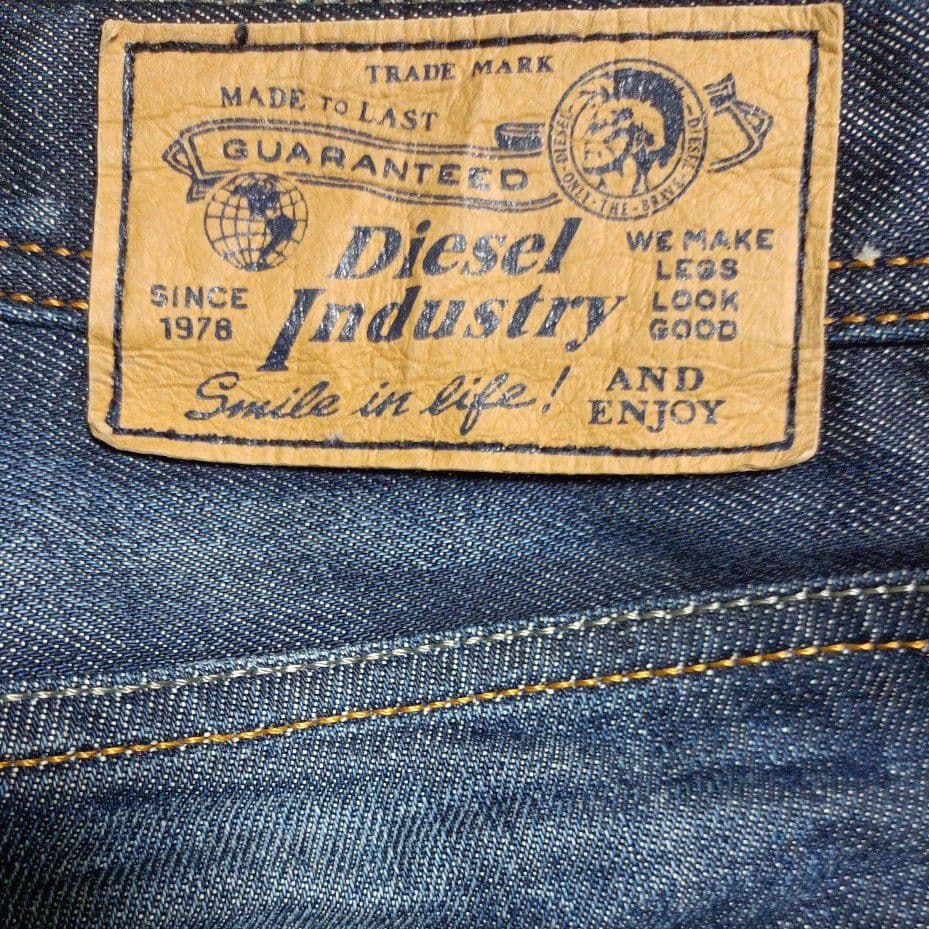 TRADE MARK
MADE TO LAST
GUARANTEED
DIESEL
DIESEL
ONLY - THE - BRAVE
Diesel
Industry
SINCE
1978
WE MAKE
LEGS
LOOK
GOOD
Smile in life!
AND
ENJOY